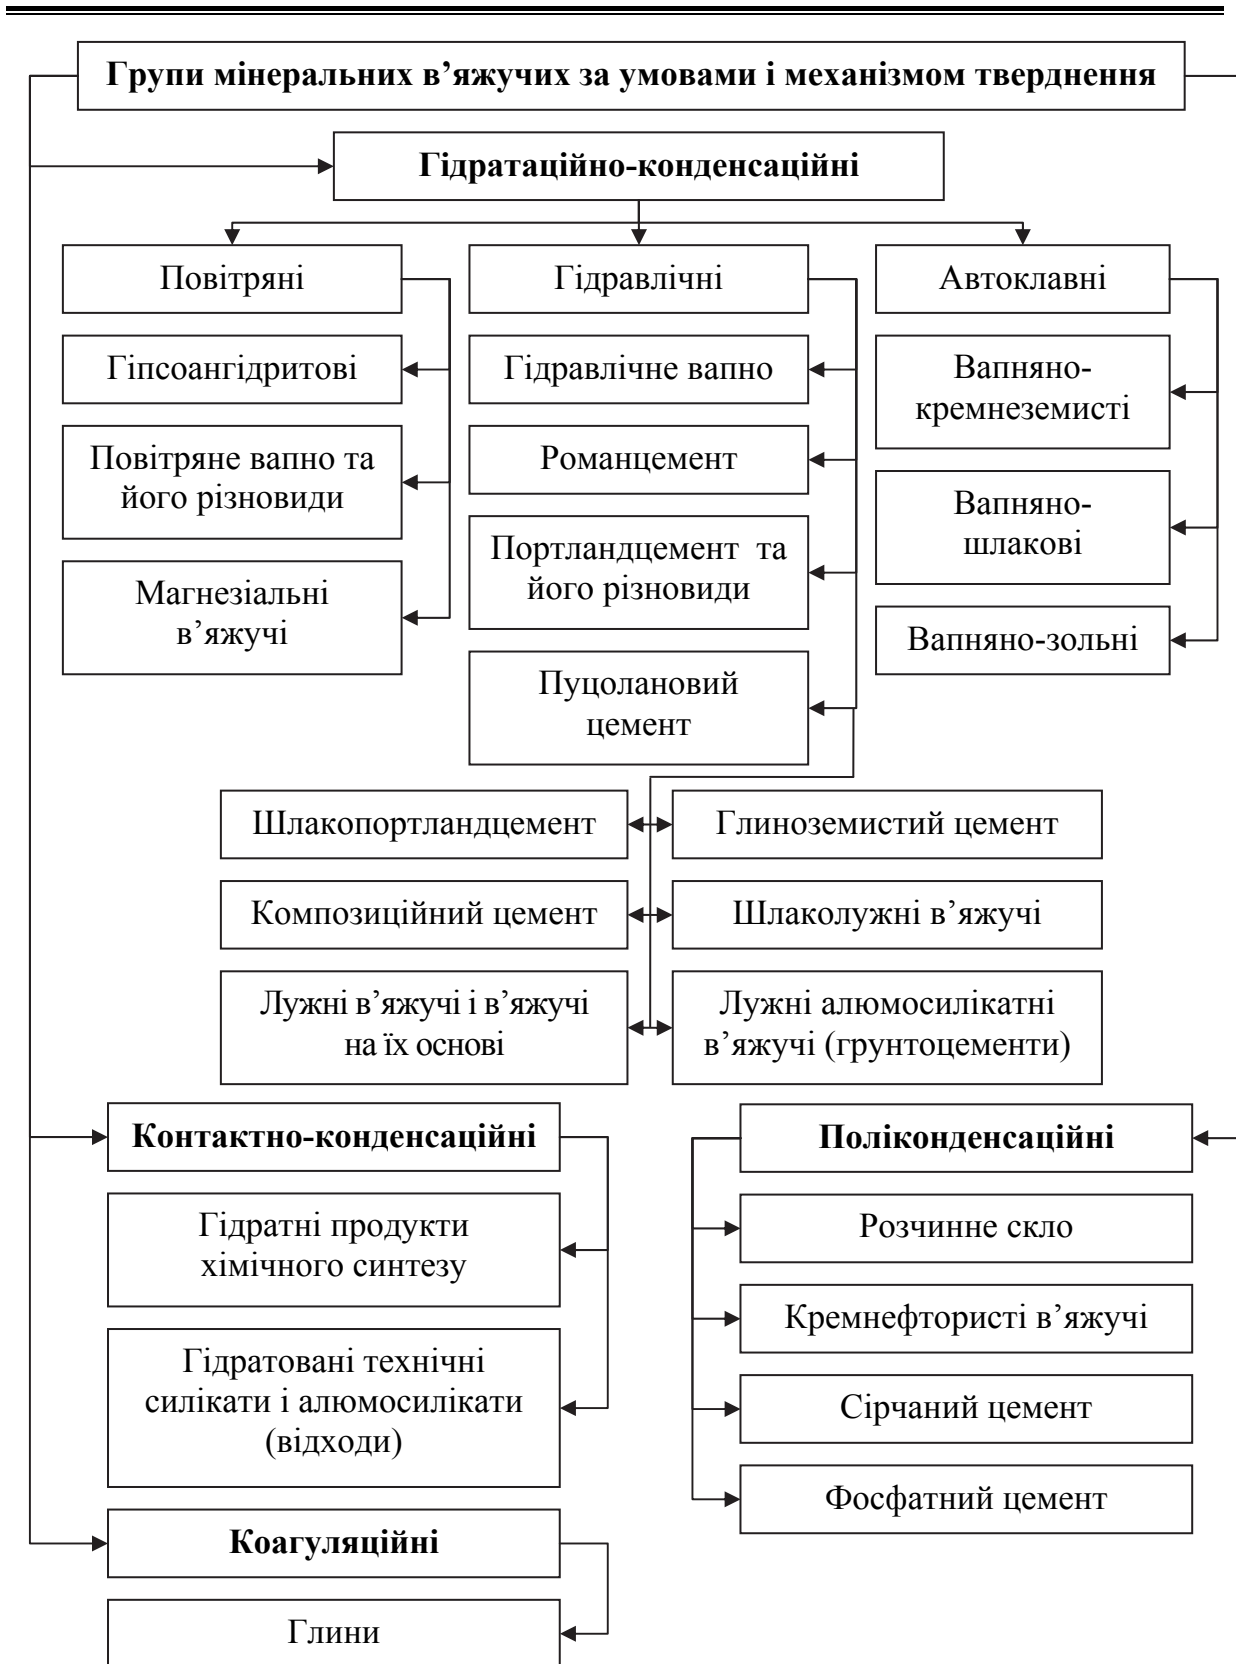 Групи мінеральних в’яжучих за умовами і механізмом тверднення
Гідратаційно-конденсаційні
Повітряні
Гіпсоангідритові
Повітряне вапно та
його різновиди
Магнезіальні
в’яжучі
Гідравлічні
Гідравлічне вапно
Романцемент
Портландцемент та
його різновиди
Пуцолановий
цемент
Автоклавні
Вапняно-
кремнеземисті
Вапняно-
шлакові
Вапняно-зольні
Шлакопортландцемент
Глиноземистий цемент
Композиційний цемент
Шлаколужні в’яжучі
Лужні в’яжучі і в’яжучі
на їх основі
Лужні алюмосилікатні
в’яжучі (грунтоцементи)
Контактно-конденсаційні
Гідратні продукти
хімічного синтезу
Гідратовані технічні
силікати і алюмосилікати
(відходи)
Коагуляційні
Глини
Поліконденсаційні
Розчинне скло
Кремнефтористі в’яжучі
Сірчаний цемент
Фосфатний цемент